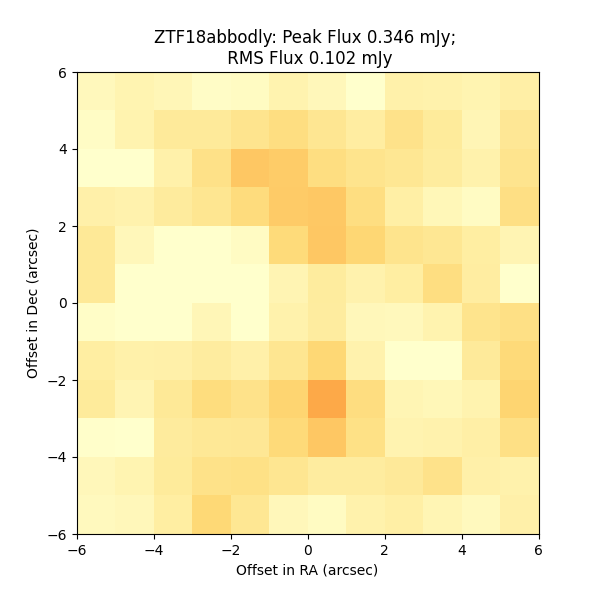 ZTF18abbodly: Peak Flux 0.346 mJy;
RMS Flux 0.102 mJy
6
4
2
0
−2
−4
−6
Offset in Dec (arcsec)
−6 −4 −2 0 2 4 6
Offset in RA (arcsec)